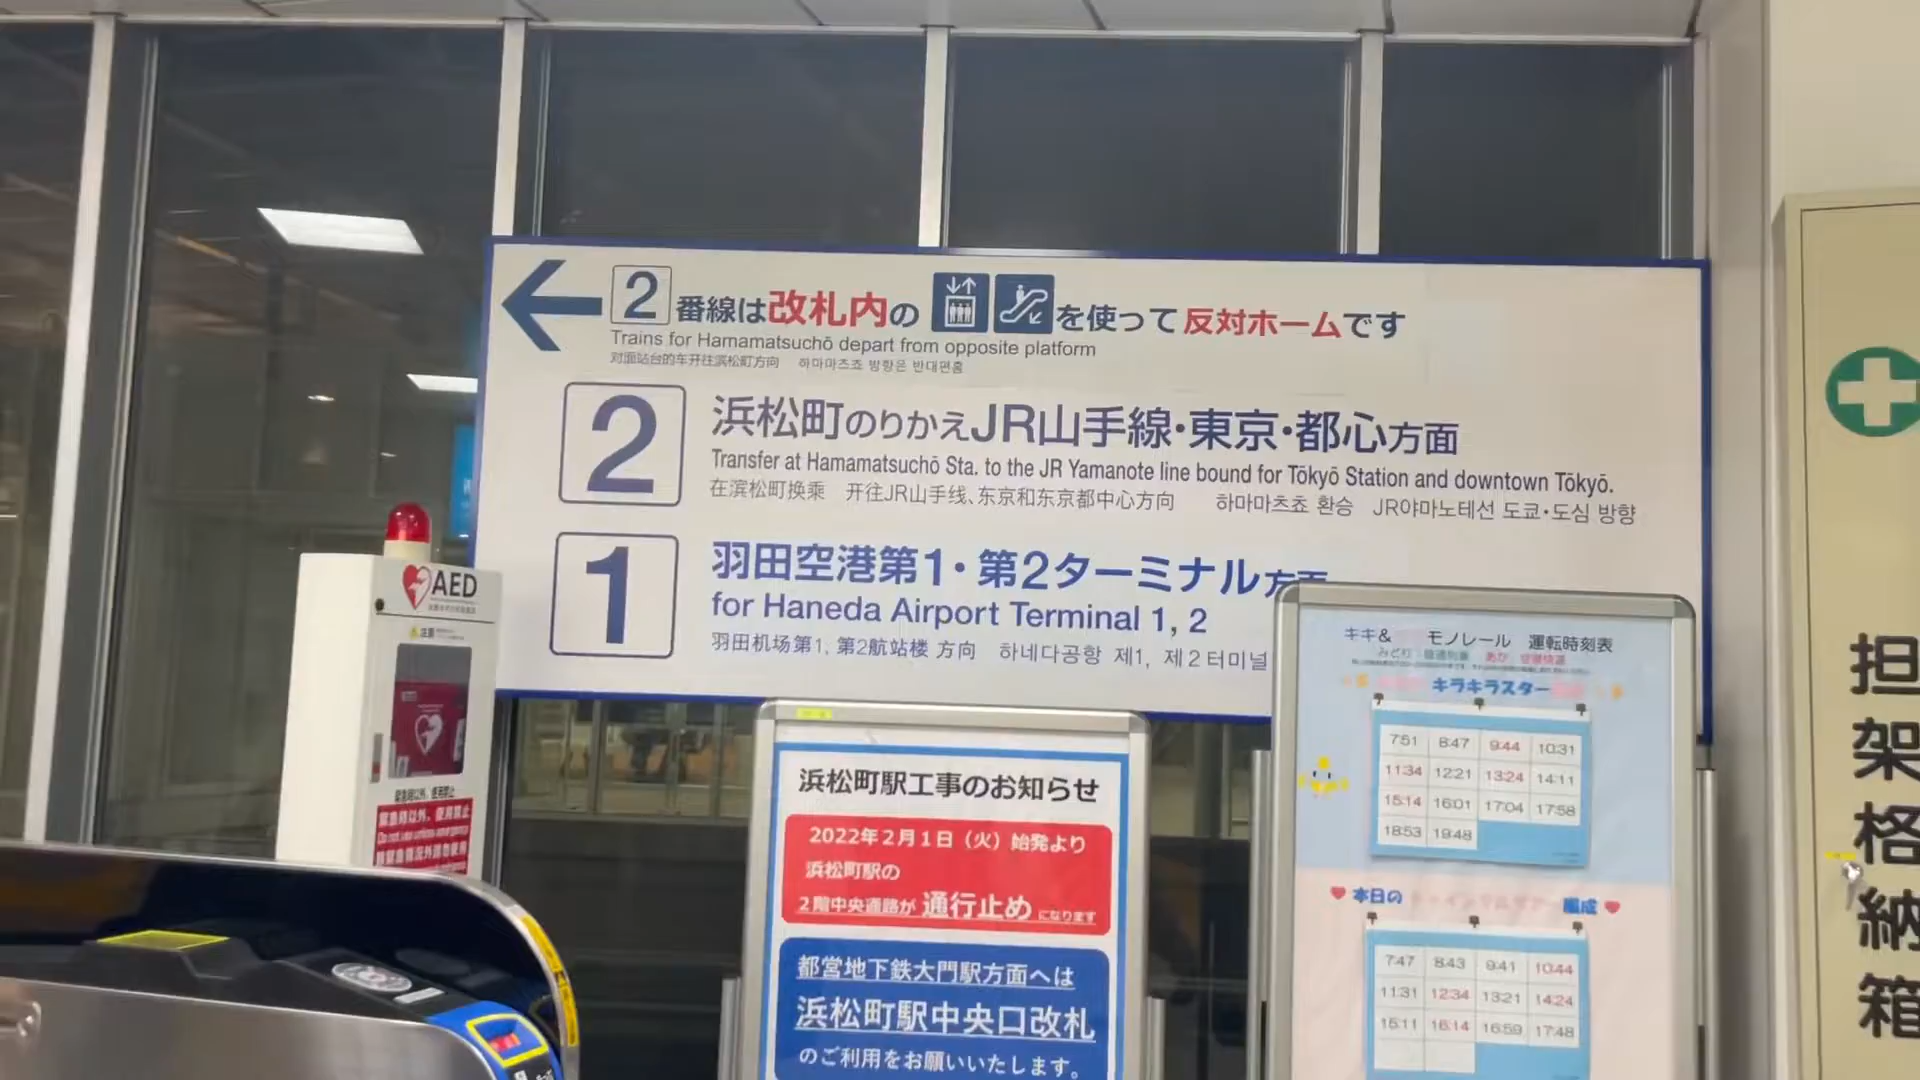 2 番線は改札内の を使って反対ホームです
Trains for Hamamatsuchō depart from opposite platform
对面站台的车开往滨松町方向 하마마츠쵸 방향은 반대편홈
2 浜松町のりかえJR山手線・東京・都心方面
Transfer at Hamamatsuchō Sta. to the JR Yamanote line bound for Tōkyō Station and downtown Tōkyō.
在滨松町换乘 开往JR山手线、东京和东京都中心方向 하마마츠쵸 환승 JR야마노테선 도쿄・도심 방향
1 羽田空港第1・第2ターミナル方面
for Haneda Airport Terminal 1, 2
羽田机场第1, 第2航站楼 方向 하네다공항 제1, 제2터미널
AED
注意
緊急時以外、使用禁止
浜松町駅工事のお知らせ
2022年2月1日（火）始発より
浜松町駅の
2階中央通路が 通行止め になります
都営地下鉄大門駅方面へは
浜松町駅中央口改札
のご利用をお願いいたします。
キキ& モノレール 運転時刻表
キラキラスター
7:51 8:47 9:44 10:31
11:34 12:21 13:24 14:11
15:14 16:01 17:04 17:58
18:53 19:48
本日の 編成
7:47 8:43 9:41 10:44
11:31 12:34 13:21 14:24
15:11 16:14 16:59 17:48
担架格納箱